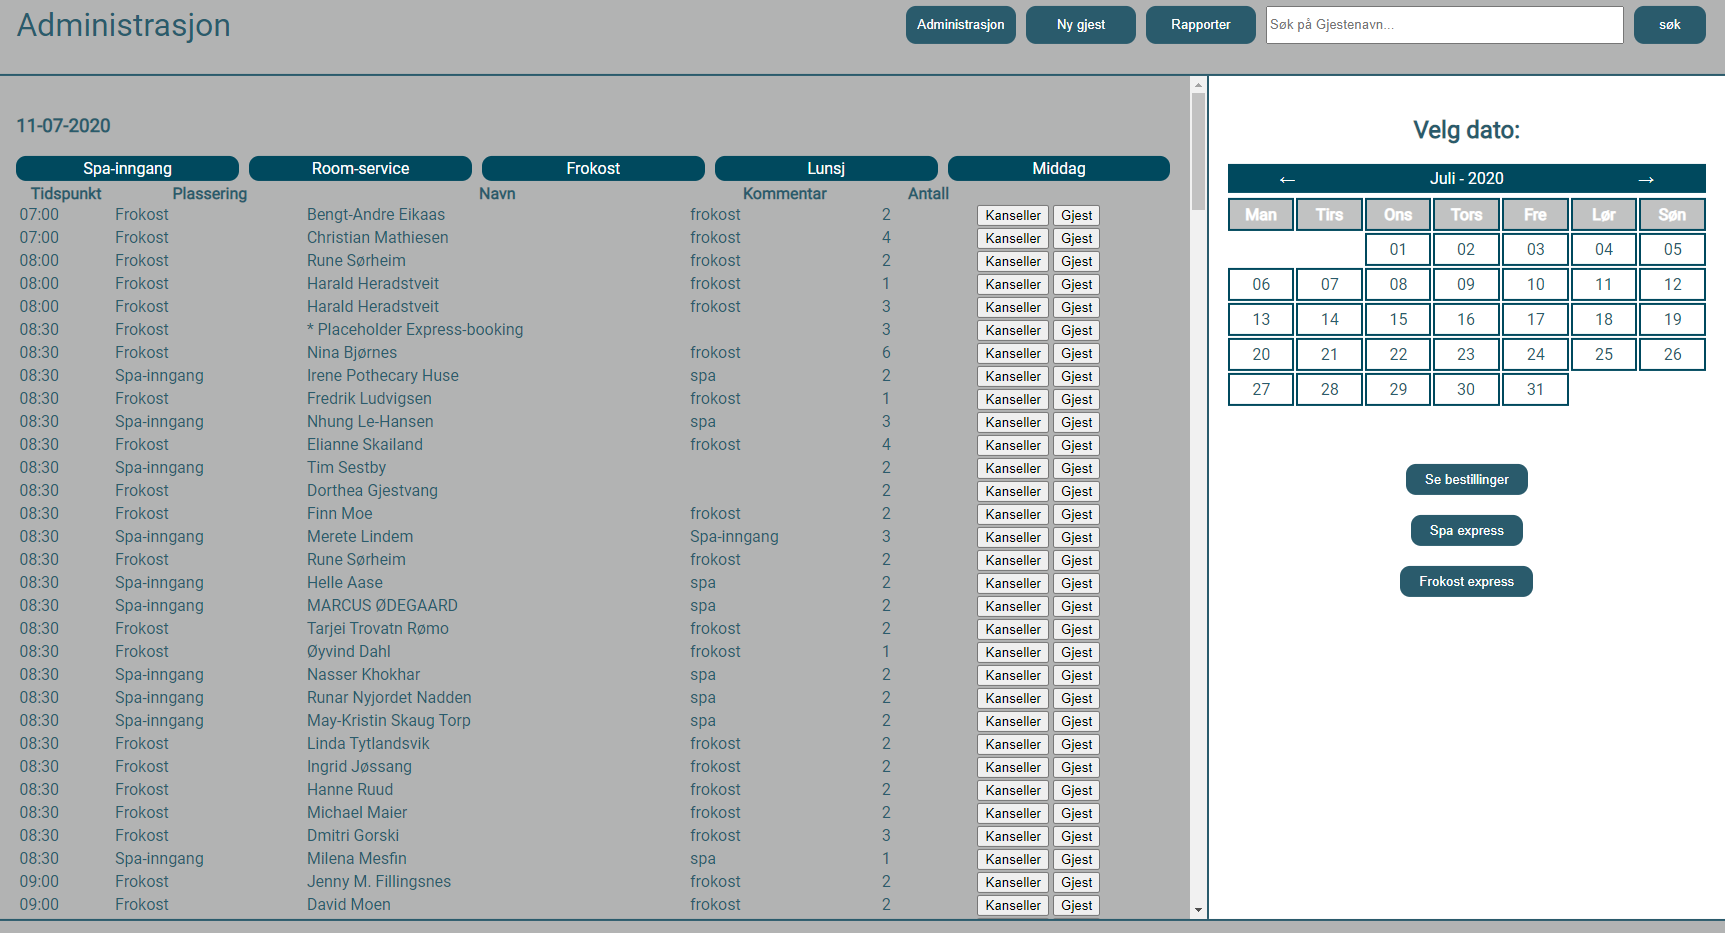 Administrasjon
Administrasjon Ny gjest Rapporter Søk på Gjestenavn... søk
11-07-2020
Spa-inngang Room-service Frokost Lunsj Middag
Tidspunkt Plassering Navn Kommentar Antall
07:00 Frokost Bengt-Andre Eikaas frokost 2 Kanseller Gjest
07:00 Frokost Christian Mathiesen frokost 4 Kanseller Gjest
08:00 Frokost Rune Sørheim frokost 2 Kanseller Gjest
08:00 Frokost Harald Heradstveit frokost 1 Kanseller Gjest
08:00 Frokost Harald Heradstveit frokost 3 Kanseller Gjest
08:30 Frokost * Placeholder Express-booking 3 Kanseller Gjest
08:30 Frokost Nina Bjørnes frokost 6 Kanseller Gjest
08:30 Spa-inngang Irene Pothecary Huse spa 2 Kanseller Gjest
08:30 Frokost Fredrik Ludvigsen frokost 1 Kanseller Gjest
08:30 Spa-inngang Nhung Le-Hansen spa 3 Kanseller Gjest
08:30 Frokost Elianne Skailand frokost 4 Kanseller Gjest
08:30 Spa-inngang Tim Sestby 2 Kanseller Gjest
08:30 Frokost Dorthea Gjestvang 2 Kanseller Gjest
08:30 Frokost Finn Moe frokost 2 Kanseller Gjest
08:30 Spa-inngang Merete Lindem Spa-inngang 3 Kanseller Gjest
08:30 Frokost Rune Sørheim frokost 2 Kanseller Gjest
08:30 Spa-inngang Helle Aase spa 2 Kanseller Gjest
08:30 Spa-inngang MARCUS ØDEGAARD spa 2 Kanseller Gjest
08:30 Frokost Tarjei Trovatn Rømo frokost 2 Kanseller Gjest
08:30 Frokost Øyvind Dahl frokost 1 Kanseller Gjest
08:30 Spa-inngang Nasser Khokhar spa 2 Kanseller Gjest
08:30 Spa-inngang Runar Nyjordet Nadden spa 2 Kanseller Gjest
08:30 Spa-inngang May-Kristin Skaug Torp spa 2 Kanseller Gjest
08:30 Frokost Linda Tytlandsvik frokost 2 Kanseller Gjest
08:30 Frokost Ingrid Jøssang frokost 2 Kanseller Gjest
08:30 Frokost Hanne Ruud frokost 2 Kanseller Gjest
08:30 Frokost Michael Maier frokost 2 Kanseller Gjest
08:30 Frokost Dmitri Gorski frokost 3 Kanseller Gjest
08:30 Spa-inngang Milena Mesfin spa 1 Kanseller Gjest
09:00 Frokost Jenny M. Fillingsnes frokost 2 Kanseller Gjest
09:00 Frokost David Moen frokost 2 Kanseller Gjest
Velg dato:
← Juli - 2020 →
Man Tirs Ons Tors Fre Lør Søn
01 02 03 04 05
06 07 08 09 10 11 12
13 14 15 16 17 18 19
20 21 22 23 24 25 26
27 28 29 30 31
Se bestillinger
Spa express
Frokost express